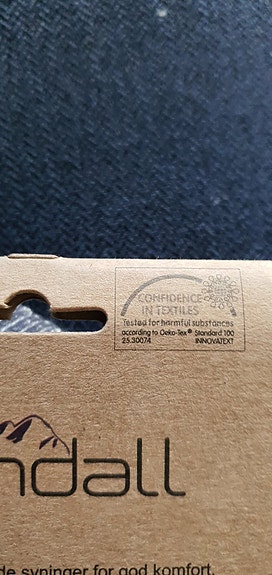 CONFIDENCE
IN TEXTILES
Tested for harmful substances
according to Oeko-Tex® Standard 100
25.30074 INNOVATEXT
ndall
de syninger for god komfort.